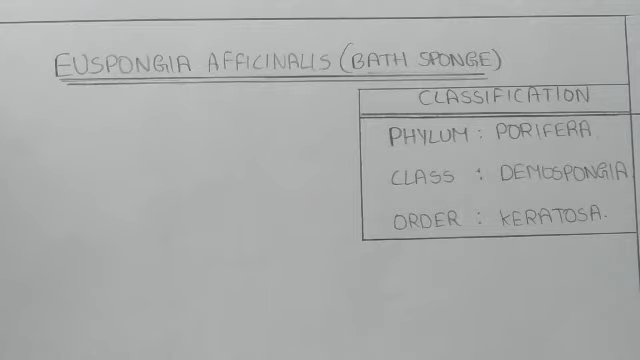 EUSPONGIA AFFICINALIS (BATH SPONGE)
CLASSIFICATION
PHYLUM : PORIFERA
CLASS : DEMOSPONGIA
ORDER : KERATOSA.